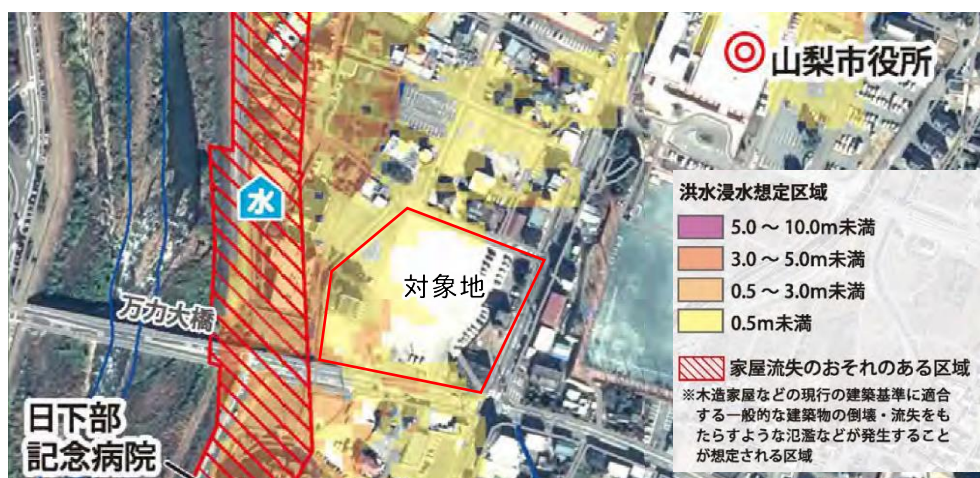 山梨市役所
水
対象地
万力大橋
日下部
記念病院
洪水浸水想定区域
5.0 ～ 10.0m未満
3.0 ～ 5.0m未満
0.5 ～ 3.0m未満
0.5m未満
家屋流失のおそれのある区域
※木造家屋などの現行の建築基準に適合
する一般的な建築物の倒壊・流失をも
たらすような氾濫などが発生すること
が想定される区域